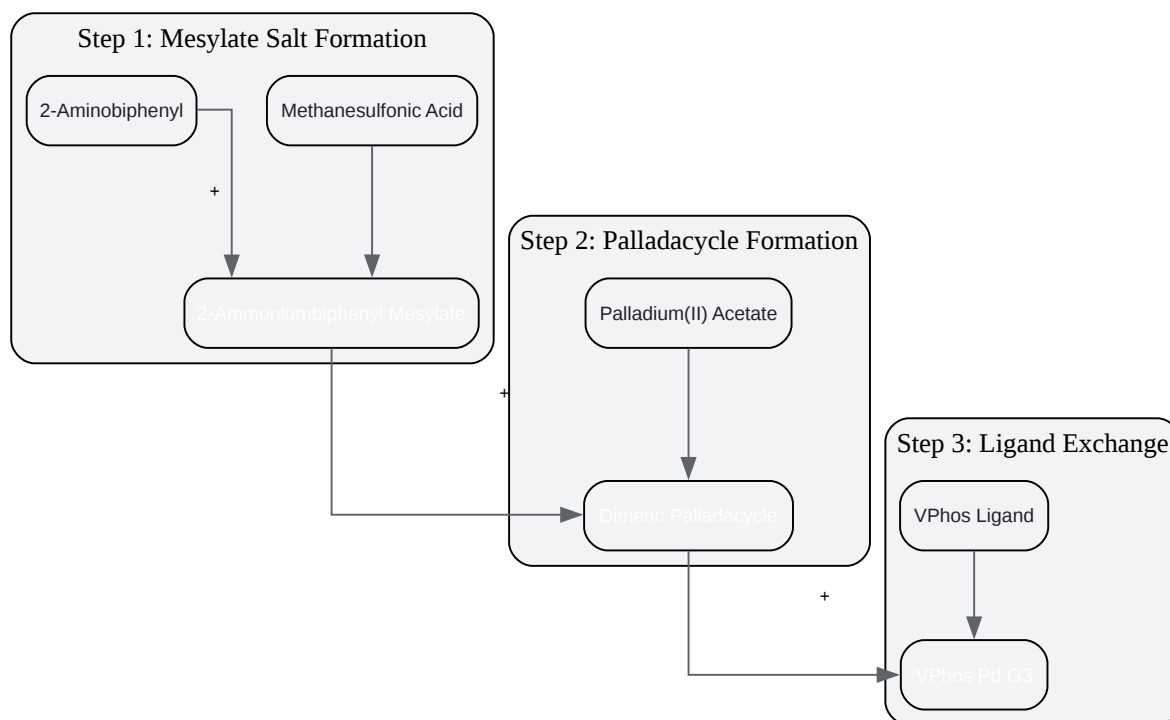 Step 1: Mesylate Salt Formation
2-Aminobiphenyl
Methanesulfonic Acid
+
2-Ammoniumbiphenyl Mesylate
Step 2: Palladacycle Formation
Palladium(II) Acetate
+
Dimeric Palladacycle
Step 3: Ligand Exchange
VPhos Ligand
+
VPhos Pd G3